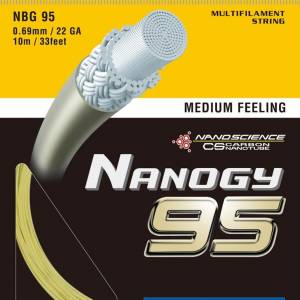 NBG 95
0.69mm / 22 GA
10m / 33feet
MULTIFILAMENT
STRING
MEDIUM FEELING
NANOSCIENCE
CS CARBON
NANOTUBE
NANOGY
95